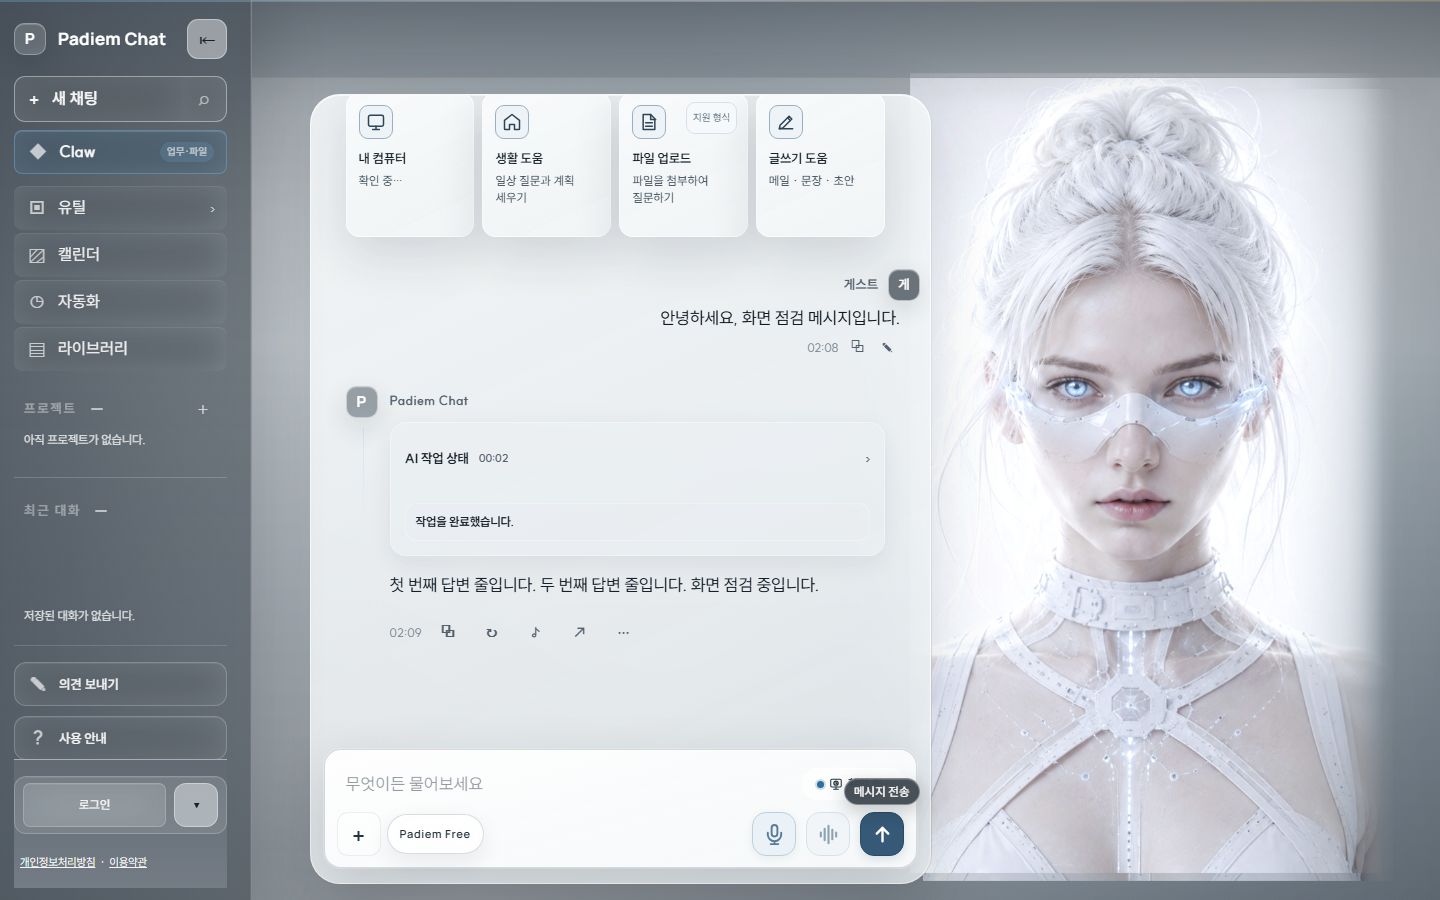 P Padiem Chat
+ 새 채팅
Claw 업무·파일
유틸
캘린더
자동화
라이브러리
프로젝트
아직 프로젝트가 없습니다.
최근 대화
저장된 대화가 없습니다.
의견 보내기
? 사용 안내
로그인
개인정보처리방침 · 이용약관
내 컴퓨터
확인 중…
생활 도움
일상 질문과 계획
세우기
지원 형식
파일 업로드
파일을 첨부하여
질문하기
글쓰기 도움
메일 · 문장 · 초안
게스트 게
안녕하세요, 화면 점검 메시지입니다.
02:08
P Padiem Chat
AI 작업 상태 00:02
작업을 완료했습니다.
첫 번째 답변 줄입니다. 두 번째 답변 줄입니다. 화면 점검 중입니다.
02:09
무엇이든 물어보세요
메시지 전송
+ Padiem Free